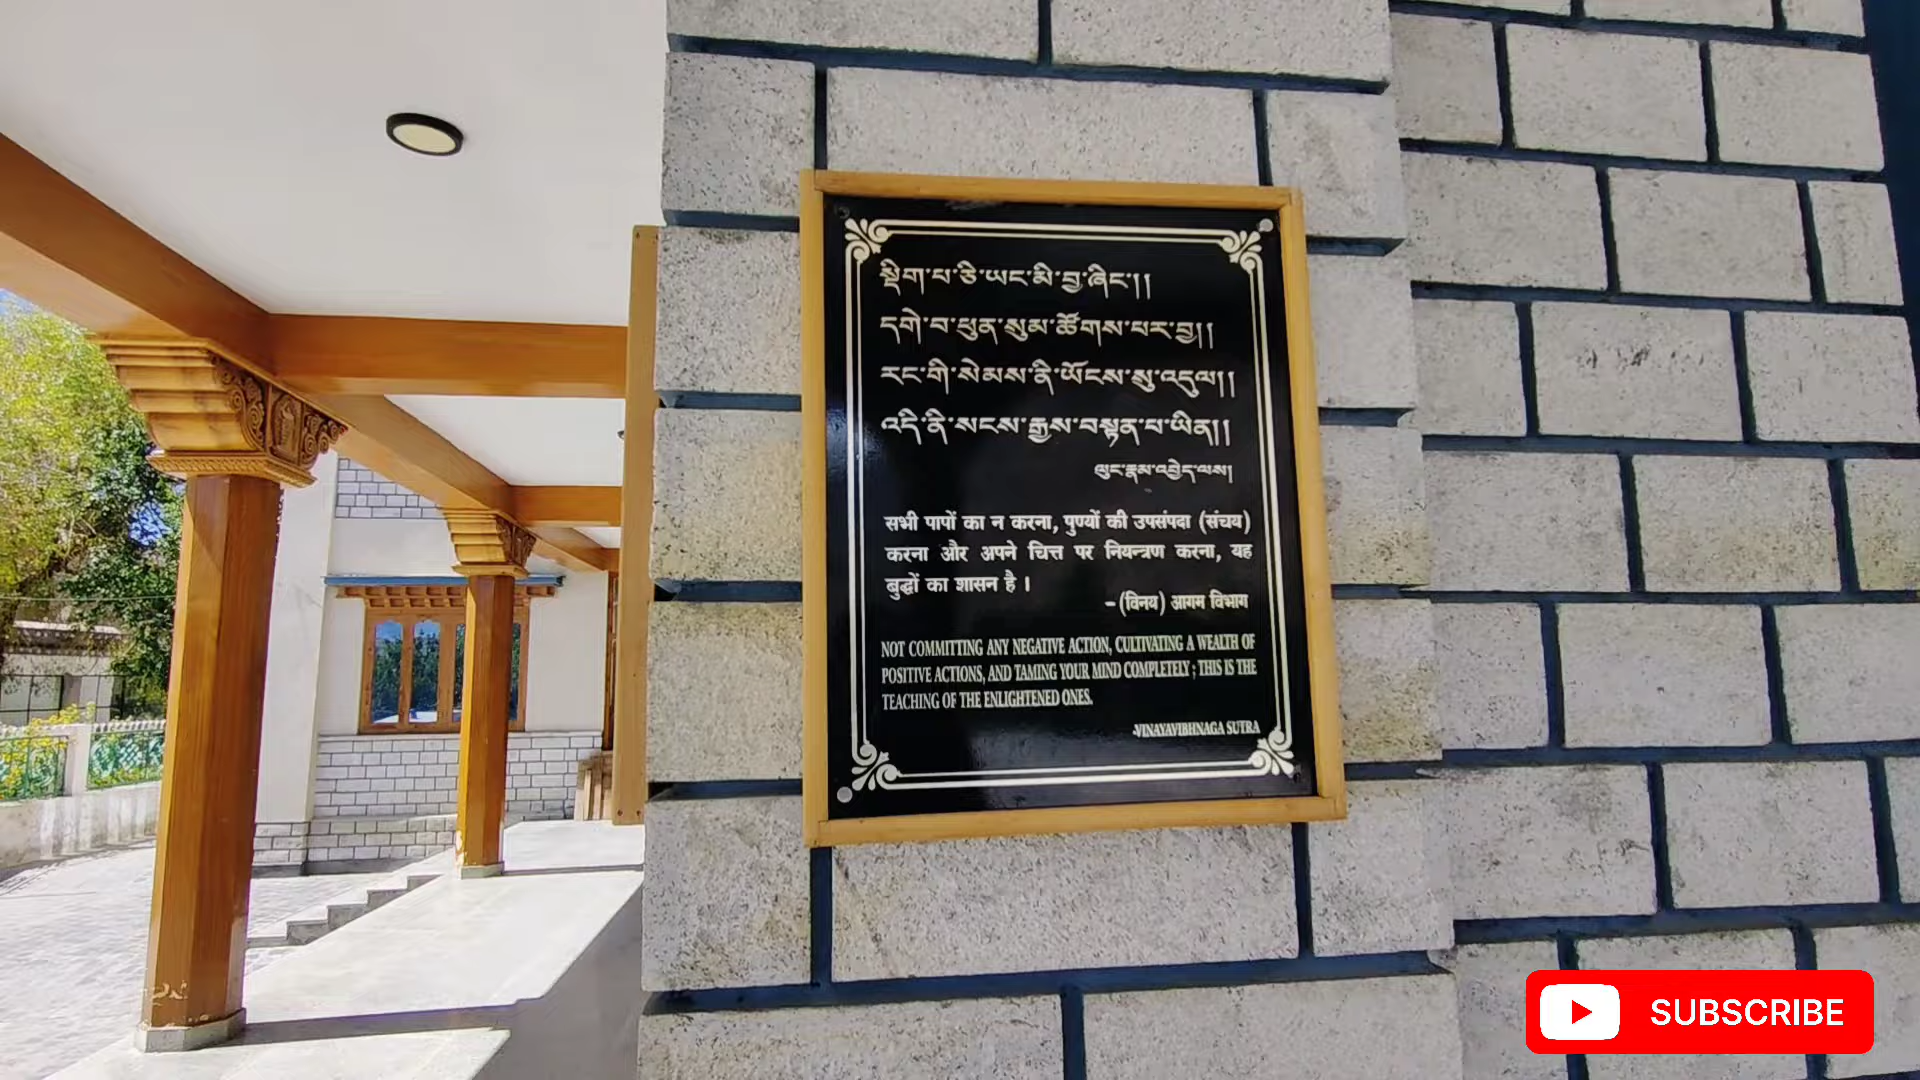 སྡིག་པ་ཅི་ཡང་མི་བྱ་ཞིང་།།
དགེ་བ་ཕུན་སུམ་ཚོགས་པར་བྱ།།
རང་གི་སེམས་ནི་ཡོངས་སུ་འདུལ།།
འདི་ནི་སངས་རྒྱས་བསྟན་པ་ཡིན།།
ལུང་རྣམ་འབྱེད་ལས།
सभी पापों का न करना, पुण्यों की उपसंपदा (संचय)
करना और अपने चित्त पर नियन्त्रण करना, यह
बुद्धों का शासन है ।
-(विनय) आगम विभाग
NOT COMMITTING ANY NEGATIVE ACTION, CULTIVATING A WEALTH OF
POSITIVE ACTIONS, AND TAMING YOUR MIND COMPLETELY ; THIS IS THE
TEACHING OF THE ENLIGHTENED ONES.
-VINAYAVIBHNAGA SUTRA
SUBSCRIBE